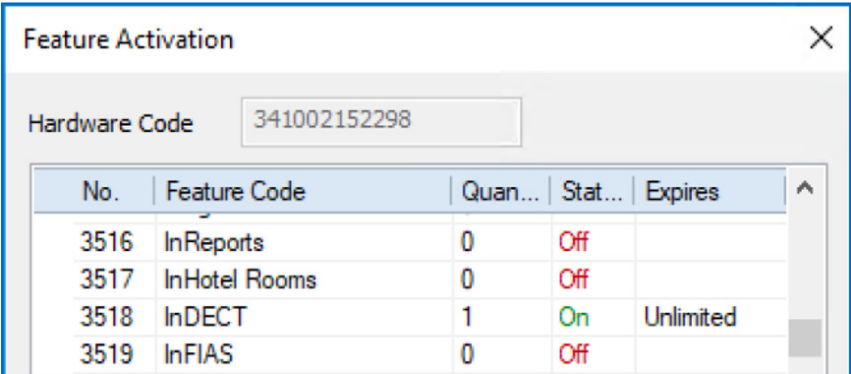 Feature Activation
Hardware Code 341002152298
No. Feature Code Quan... Stat... Expires
3516 InReports 0 Off
3517 InHotel Rooms 0 Off
3518 InDECT 1 On Unlimited
3519 InFIAS 0 Off